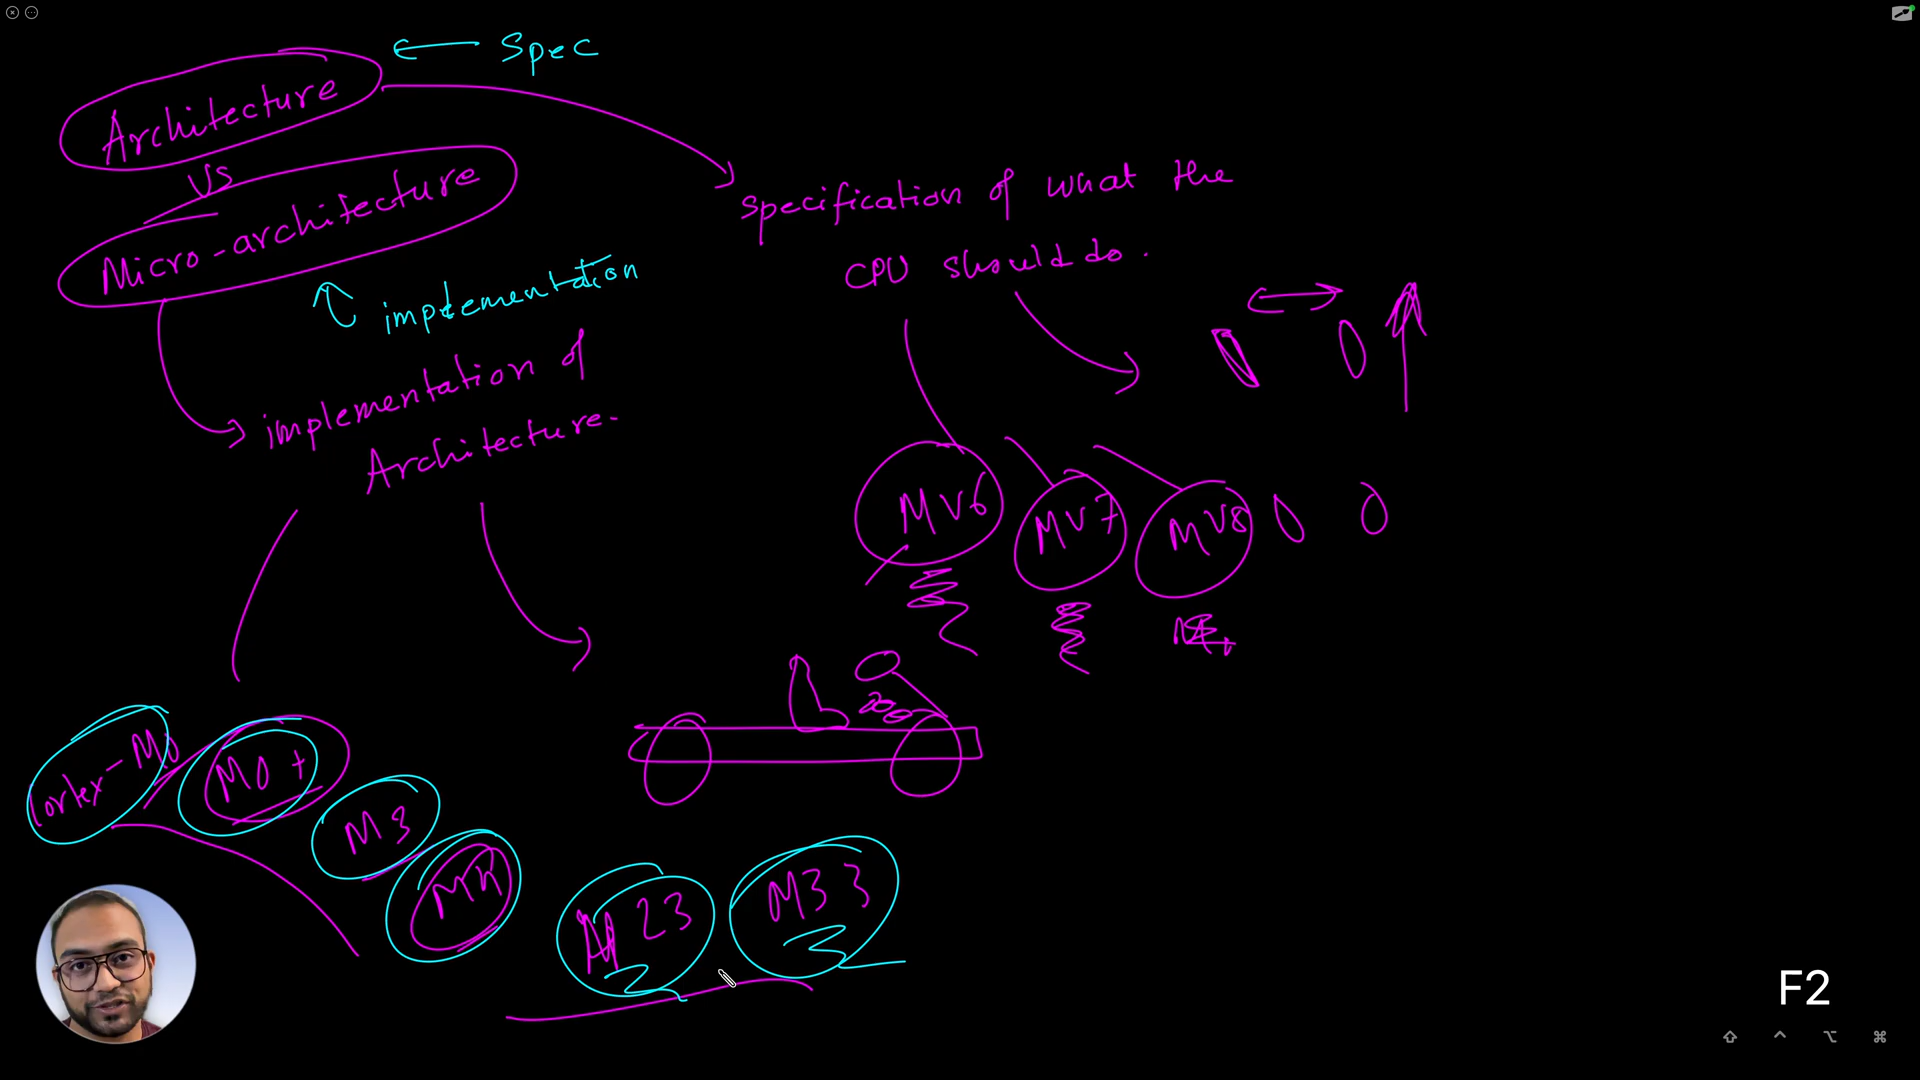 Spec
Architecture
VS
Micro-architecture
Specification of what the
CPU should do.
implementation
implementation of
Architecture.
MV6
MV7
MV8
Cortex-M0
M0+
M3
M4
M23
M33
F2